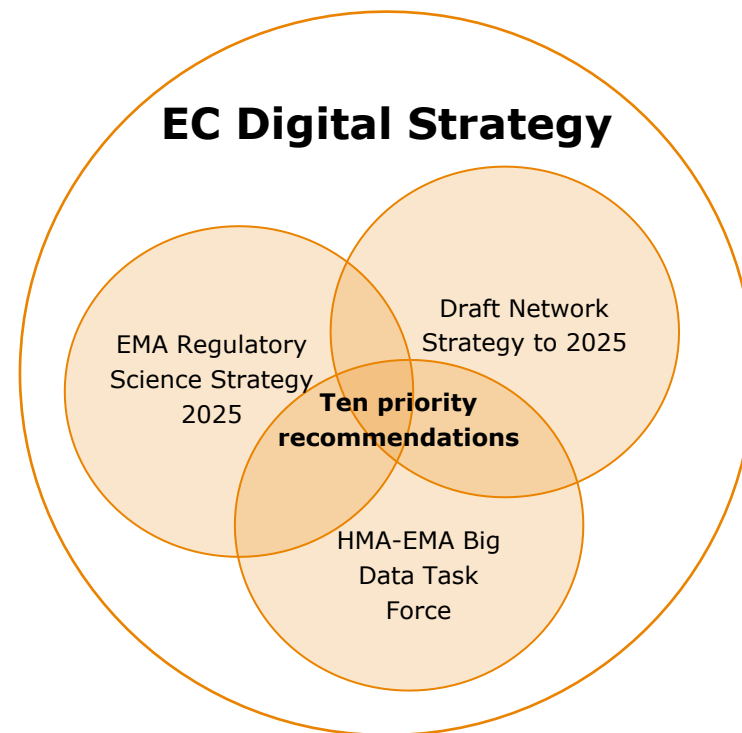 EC Digital Strategy
Draft Network
Strategy to 2025
EMA Regulatory
Science Strategy
2025
Ten priority
recommendations
HMA-EMA Big
Data Task
Force